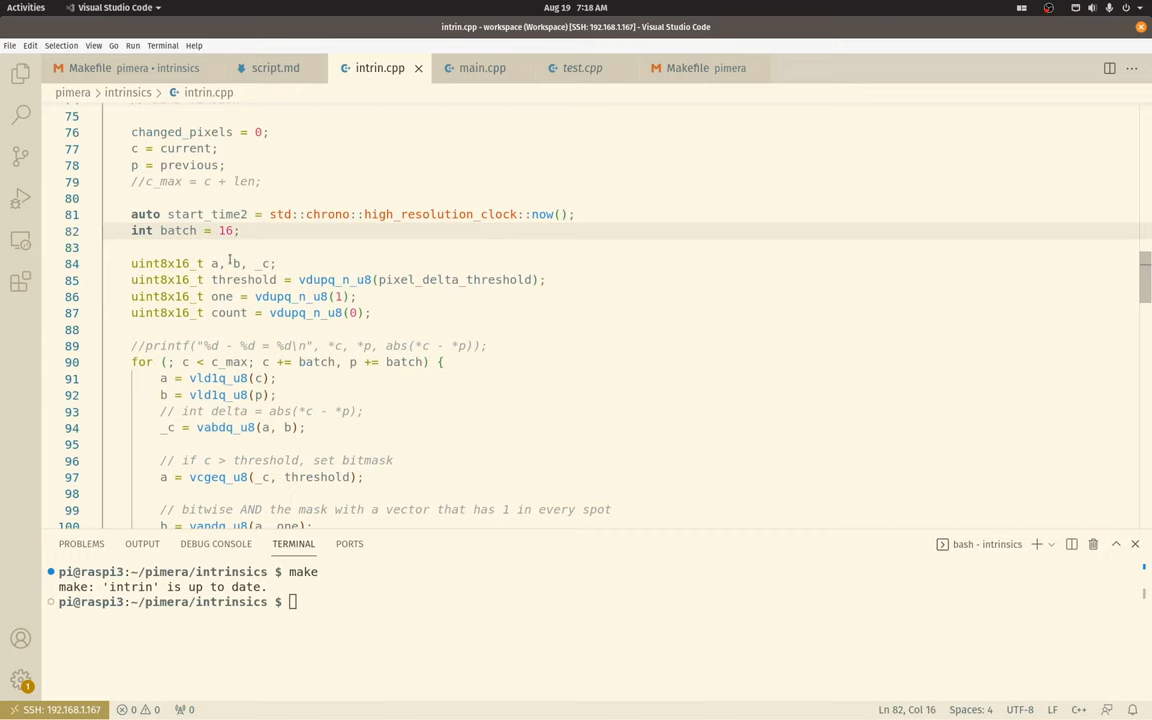 Activities
Visual Studio Code
Aug 19 7:18 AM
intrin.cpp - workspace (Workspace) [SSH: 192.168.1.167] - Visual Studio Code
File Edit Selection View Go Run Terminal Help
Makefile pimera • intrinsics
script.md
intrin.cpp
main.cpp
test.cpp
Makefile pimera
pimera > intrinsics > intrin.cpp
75
76 changed_pixels = 0;
77 c = current;
78 p = previous;
79 //c_max = c + len;
80
81 auto start_time2 = std::chrono::high_resolution_clock::now();
82 int batch = 16;
83
84 uint8x16_t a, b, _c;
85 uint8x16_t threshold = vdupq_n_u8(pixel_delta_threshold);
86 uint8x16_t one = vdupq_n_u8(1);
87 uint8x16_t count = vdupq_n_u8(0);
88
89 //printf("%d - %d = %d\n", *c, *p, abs(*c - *p));
90 for (; c < c_max; c += batch, p += batch) {
91 a = vld1q_u8(c);
92 b = vld1q_u8(p);
93 // int delta = abs(*c - *p);
94 _c = vabdq_u8(a, b);
95
96 // if c > threshold, set bitmask
97 a = vcgeq_u8(_c, threshold);
98
99 // bitwise AND the mask with a vector that has 1 in every spot
100 b = vandq_u8(a, one);
PROBLEMS OUTPUT DEBUG CONSOLE TERMINAL PORTS
bash - intrinsics
pi@raspi3:~/pimera/intrinsics $ make
make: 'intrin' is up to date.
pi@raspi3:~/pimera/intrinsics $
1
SSH: 192.168.1.167
0 0 0
Ln 82, Col 16 Spaces: 4 UTF-8 LF C++